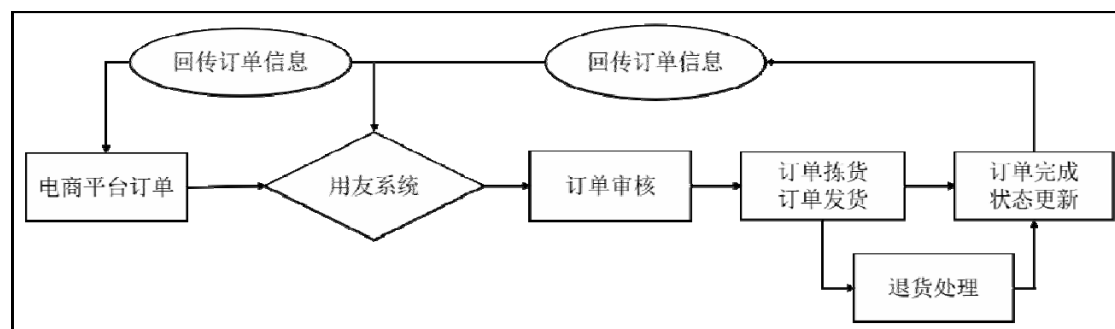 回传订单信息
回传订单信息
电商平台订单
用友系统
订单审核
订单拣货
订单发货
订单完成
状态更新
退货处理